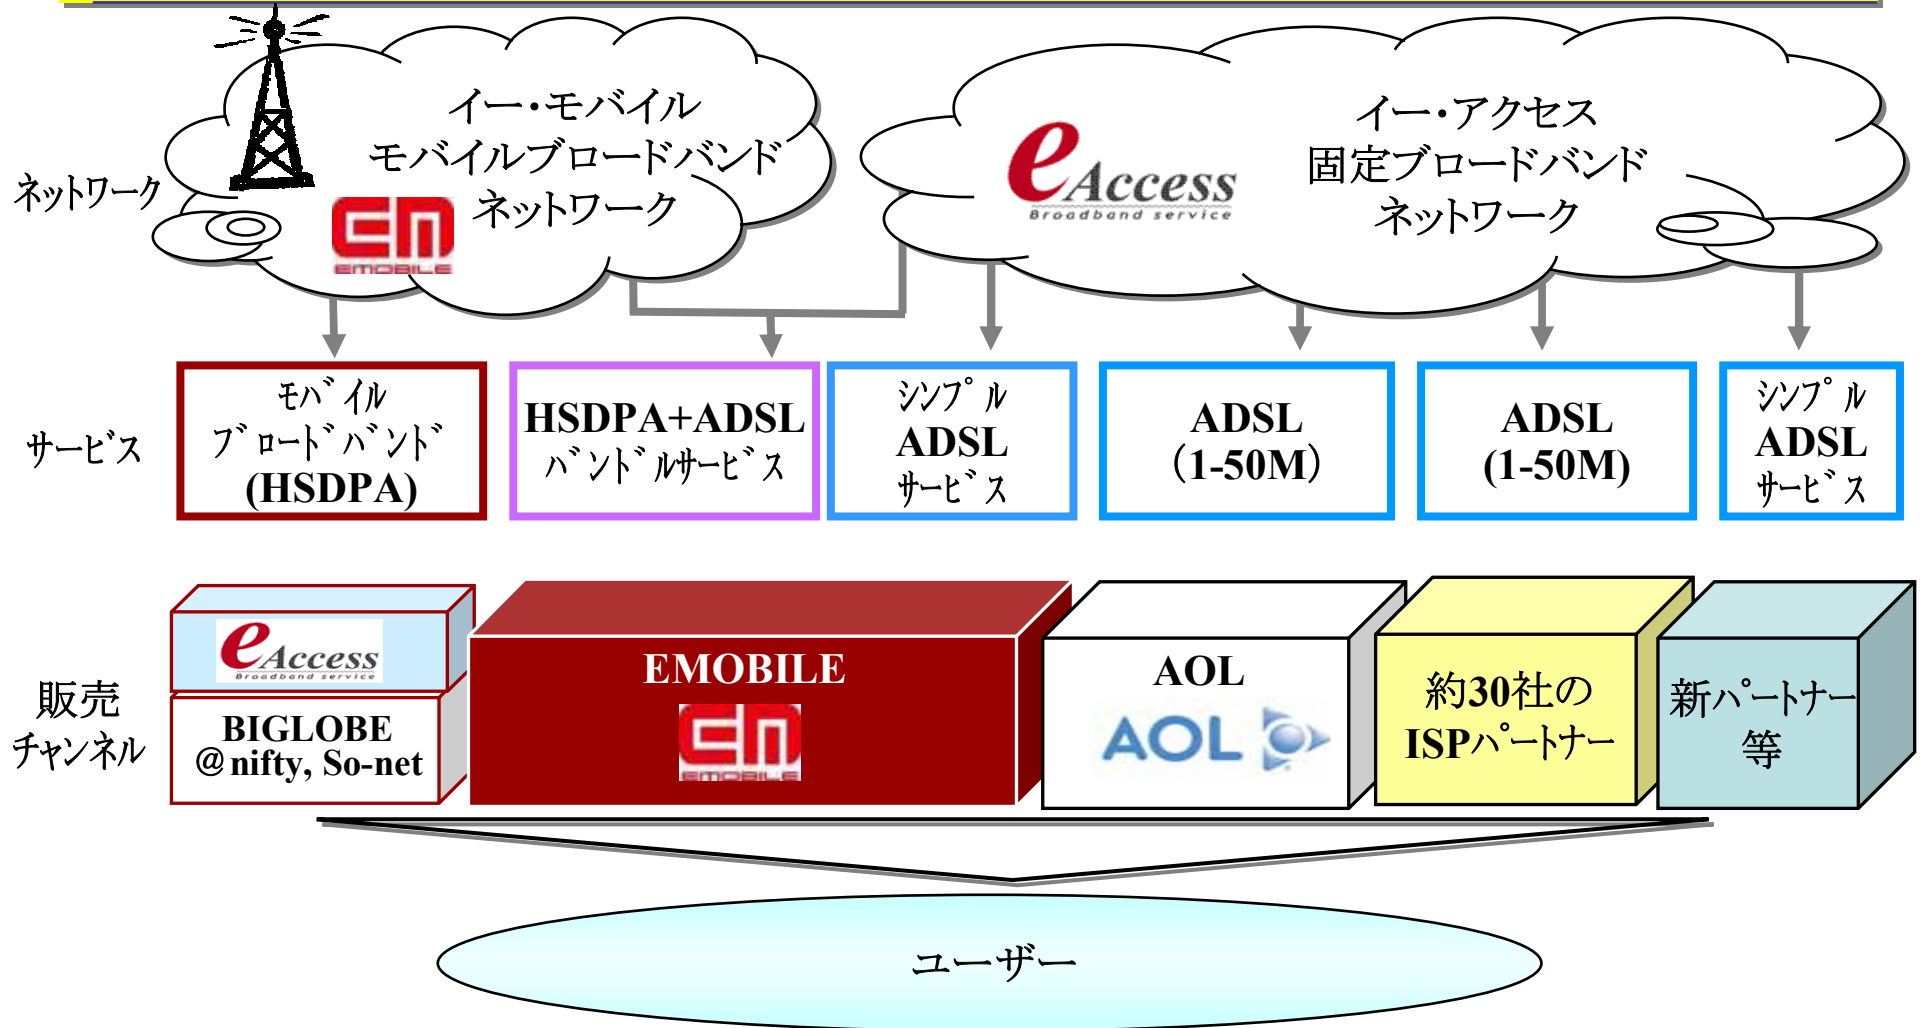 イー・モバイル
モバイルブロードバンド
ネットワーク
EMOBILE
eAccess
Broadband service
イー・アクセス
固定ブロードバンド
ネットワーク
ネットワーク
サービス
モバイル
ブロードバンド
(HSDPA)
HSDPA+ADSL
バンドルサービス
シンプル
ADSL
サービス
ADSL
（1-50M）
ADSL
(1-50M)
シンプル
ADSL
サービス
販売
チャンネル
eAccess
Broadband service
BIGLOBE
@nifty, So-net
EMOBILE
EMOBILE
AOL
AOL
約30社の
ISPパートナー
新パートナー
等
ユーザー